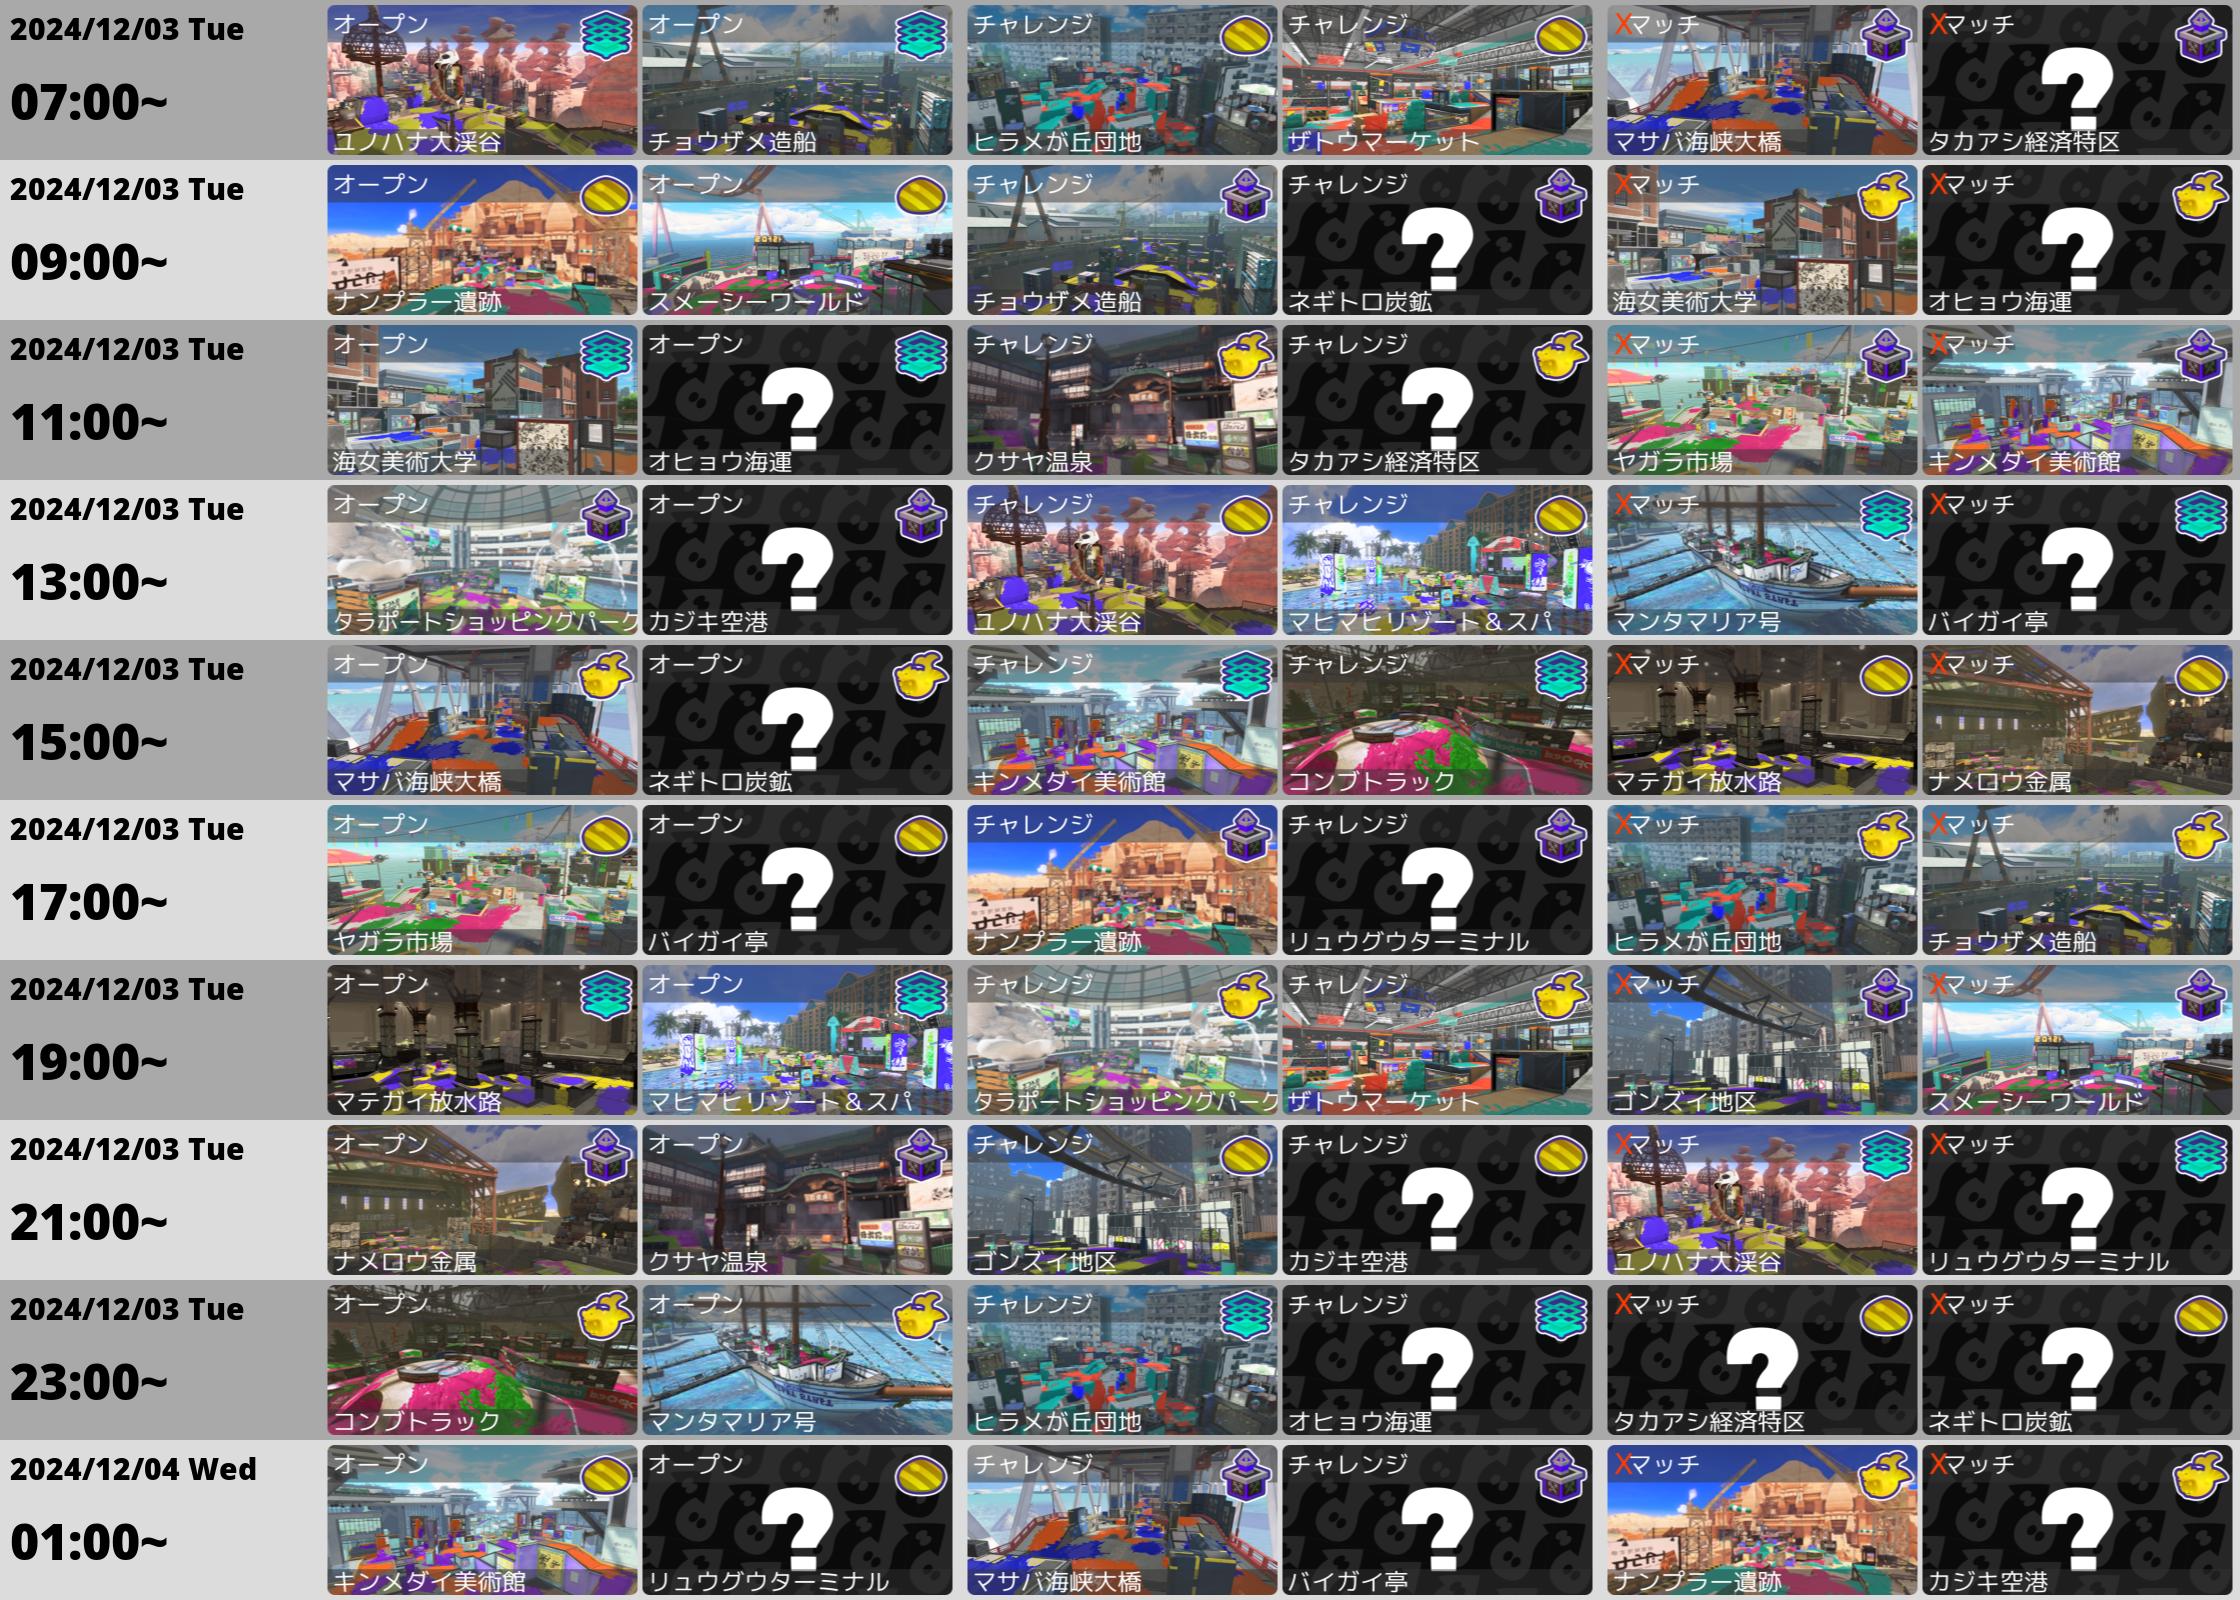 2024/12/03 Tue
07:00~
オープン
ユノハナ大渓谷
オープン
チョウザメ造船
チャレンジ
ヒラメが丘団地
チャレンジ
ザトウマーケット
Xマッチ
マサバ海峡大橋
Xマッチ
?
タカアシ経済特区
2024/12/03 Tue
09:00~
オープン
ナンプラー遺跡
オープン
スメーシーワールド
チャレンジ
チョウザメ造船
チャレンジ
?
ネギトロ炭鉱
Xマッチ
海女美術大学
Xマッチ
?
オヒョウ海運
2024/12/03 Tue
11:00~
オープン
海女美術大学
オープン
?
オヒョウ海運
チャレンジ
クサヤ温泉
チャレンジ
?
タカアシ経済特区
Xマッチ
ヤガラ市場
Xマッチ
キンメダイ美術館
2024/12/03 Tue
13:00~
オープン
タラポートショッピングパーク
オープン
?
カジキ空港
チャレンジ
ユノハナ大渓谷
チャレンジ
マヒマヒリゾート&スパ
Xマッチ
マンタマリア号
Xマッチ
?
バイガイ亭
2024/12/03 Tue
15:00~
オープン
マサバ海峡大橋
オープン
?
ネギトロ炭鉱
チャレンジ
キンメダイ美術館
チャレンジ
コンブトラック
Xマッチ
マテガイ放水路
Xマッチ
ナメロウ金属
2024/12/03 Tue
17:00~
オープン
ヤガラ市場
オープン
?
バイガイ亭
チャレンジ
ナンプラー遺跡
チャレンジ
?
リュウグウターミナル
Xマッチ
ヒラメが丘団地
Xマッチ
チョウザメ造船
2024/12/03 Tue
19:00~
オープン
マテガイ放水路
オープン
マヒマヒリゾート&スパ
チャレンジ
タラポートショッピングパーク
チャレンジ
ザトウマーケット
Xマッチ
ゴンズイ地区
Xマッチ
スメーシーワールド
2024/12/03 Tue
21:00~
オープン
ナメロウ金属
オープン
クサヤ温泉
チャレンジ
ゴンズイ地区
チャレンジ
?
カジキ空港
Xマッチ
ユノハナ大渓谷
Xマッチ
?
リュウグウターミナル
2024/12/03 Tue
23:00~
オープン
コンブトラック
オープン
マンタマリア号
チャレンジ
ヒラメが丘団地
チャレンジ
?
オヒョウ海運
Xマッチ
?
タカアシ経済特区
Xマッチ
?
ネギトロ炭鉱
2024/12/04 Wed
01:00~
オープン
キンメダイ美術館
オープン
?
リュウグウターミナル
チャレンジ
マサバ海峡大橋
チャレンジ
?
バイガイ亭
Xマッチ
ナンプラー遺跡
Xマッチ
?
カジキ空港